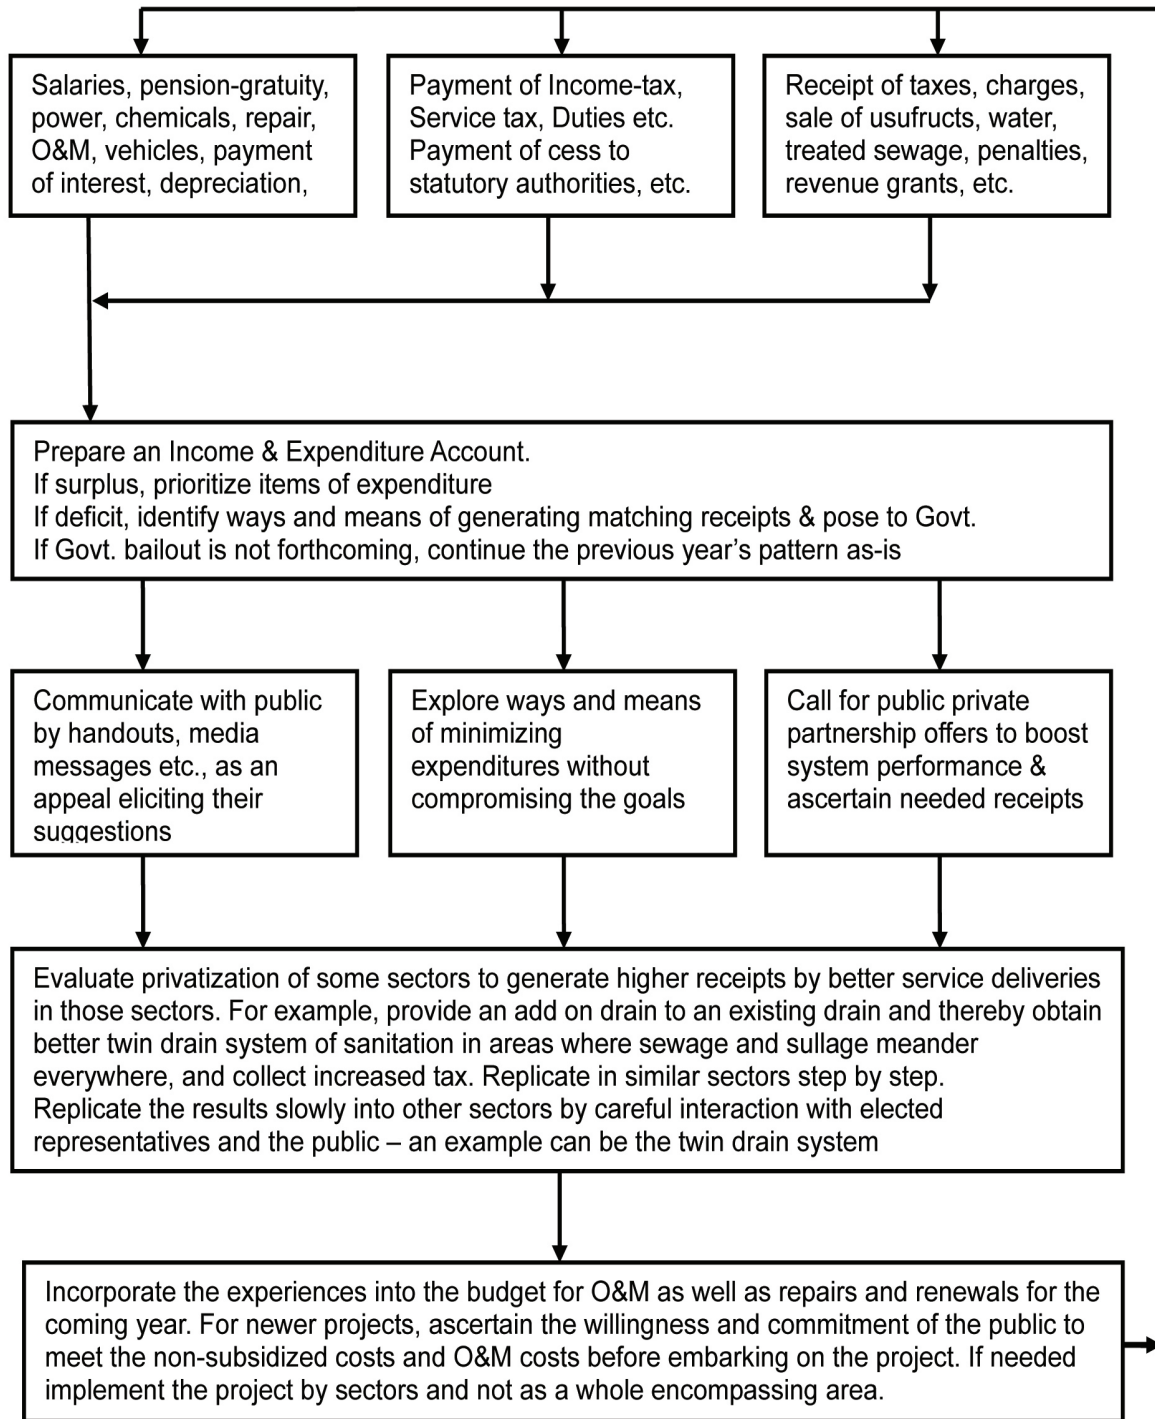 Salaries, pension-gratuity,
power, chemicals, repair,
O&M, vehicles, payment
of interest, depreciation,
Payment of Income-tax,
Service tax, Duties etc.
Payment of cess to
statutory authorities, etc.
Receipt of taxes, charges,
sale of usufructs, water,
treated sewage, penalties,
revenue grants, etc.
Prepare an Income & Expenditure Account.
If surplus, prioritize items of expenditure
If deficit, identify ways and means of generating matching receipts & pose to Govt.
If Govt. bailout is not forthcoming, continue the previous year's pattern as-is
Communicate with public
by handouts, media
messages etc., as an
appeal eliciting their
suggestions
Explore ways and means
of minimizing
expenditures without
compromising the goals
Call for public private
partnership offers to boost
system performance &
ascertain needed receipts
Evaluate privatization of some sectors to generate higher receipts by better service deliveries
in those sectors. For example, provide an add on drain to an existing drain and thereby obtain
better twin drain system of sanitation in areas where sewage and sullage meander
everywhere, and collect increased tax. Replicate in similar sectors step by step.
Replicate the results slowly into other sectors by careful interaction with elected
representatives and the public – an example can be the twin drain system
Incorporate the experiences into the budget for O&M as well as repairs and renewals for the
coming year. For newer projects, ascertain the willingness and commitment of the public to
meet the non-subsidized costs and O&M costs before embarking on the project. If needed
implement the project by sectors and not as a whole encompassing area.